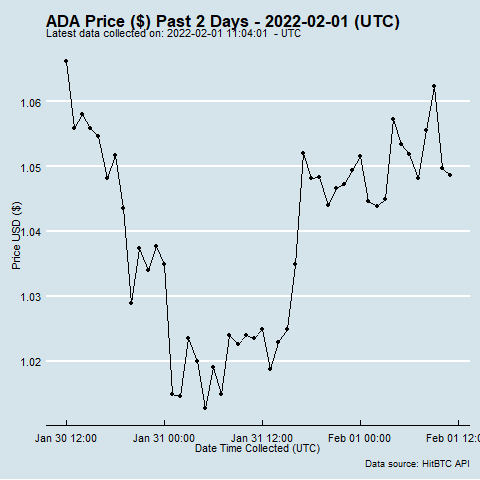 ADA Price ($) Past 2 Days - 2022-02-01 (UTC)
Latest data collected on: 2022-02-01 11:04:01 - UTC
Price USD ($)
1.06
1.05
1.04
1.03
1.02
Jan 30 12:00 Jan 31 00:00 Jan 31 12:00 Feb 01 00:00 Feb 01 12:0
Date Time Collected (UTC)
Data source: HitBTC API